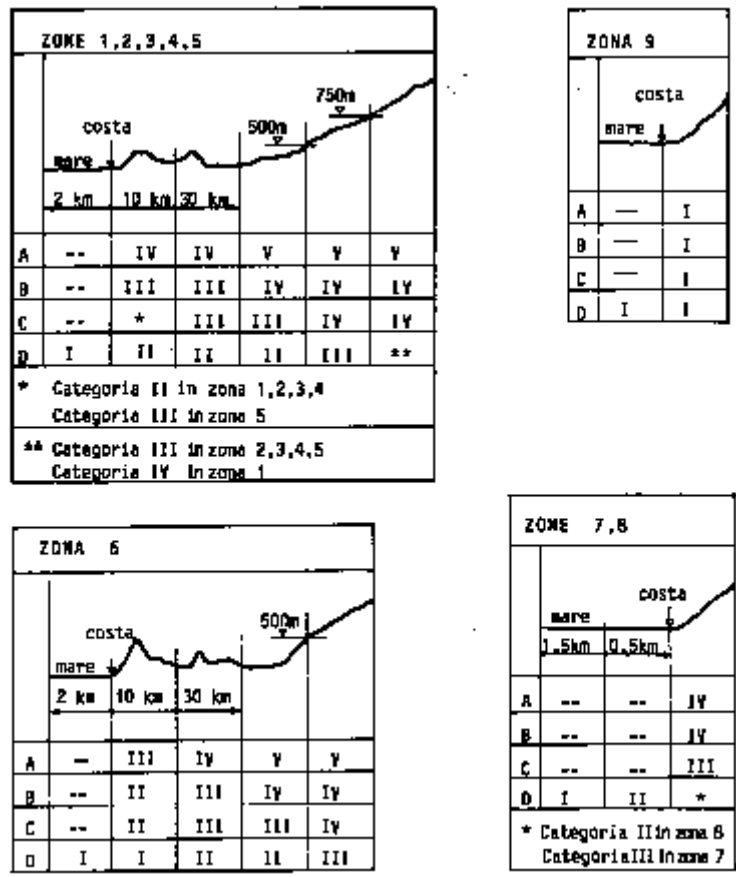 ZONE 1,2,3,4,5
750m
costa
500m
mare
2 km 10 km 30 km
A -- IV IV V V V
B -- III III IV IV IV
C -- * III III IV IV
D I II II II III **
* Categoria II in zona 1,2,3,4
Categoria III in zona 5
** Categoria III in zona 2,3,4,5
Categoria IV in zona 1
ZONA 9
costa
mare
A — I
B — I
C — I
D I I
ZONA 6
500m
costa
mare
2 km 10 km 30 km
A — III IV V V
B -- II III IV IV
C -- II III III IV
D I I II II III
ZONE 7,8
costa
mare
1.5km 0.5km
A -- -- IV
B -- -- IV
C -- -- III
D I II *
* Categoria II in zona 8
Categoria III in zona 7